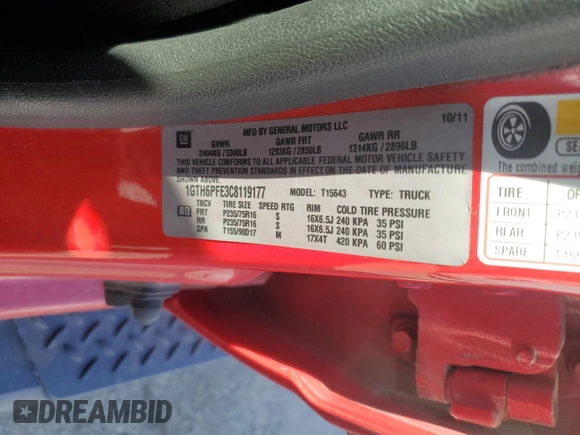 GM
MFD BY GENERAL MOTORS LLC 10/11
GVWR GAWR FRT GAWR RR
2404KG / 5300LB 1293KG / 2850LB 1314KG / 2896LB
THIS VEHICLE CONFORMS TO ALL APPLICABLE FEDERAL MOTOR VEHICLE SAFETY
AND THEFT PREVENTION STANDARDS IN EFFECT ON THE DATE OF MANUFACTURE
SHOWN ABOVE
1GTH6PFE3C8119177 MODEL: T15643 TYPE: TRUCK
TBCV TIRE SIZE SPEED RTG RIM COLD TIRE PRESSURE
FRT P235/75R16 S 16X6.5J 240 KPA 35 PSI
RR P235/75R16 S 16X6.5J 240 KPA 35 PSI
SPA T155/90D17 M 17X4T 420 KPA 60 PSI
SE
The combined weig
TIRE
FRONT
REAR
SPARE
DREAMBID